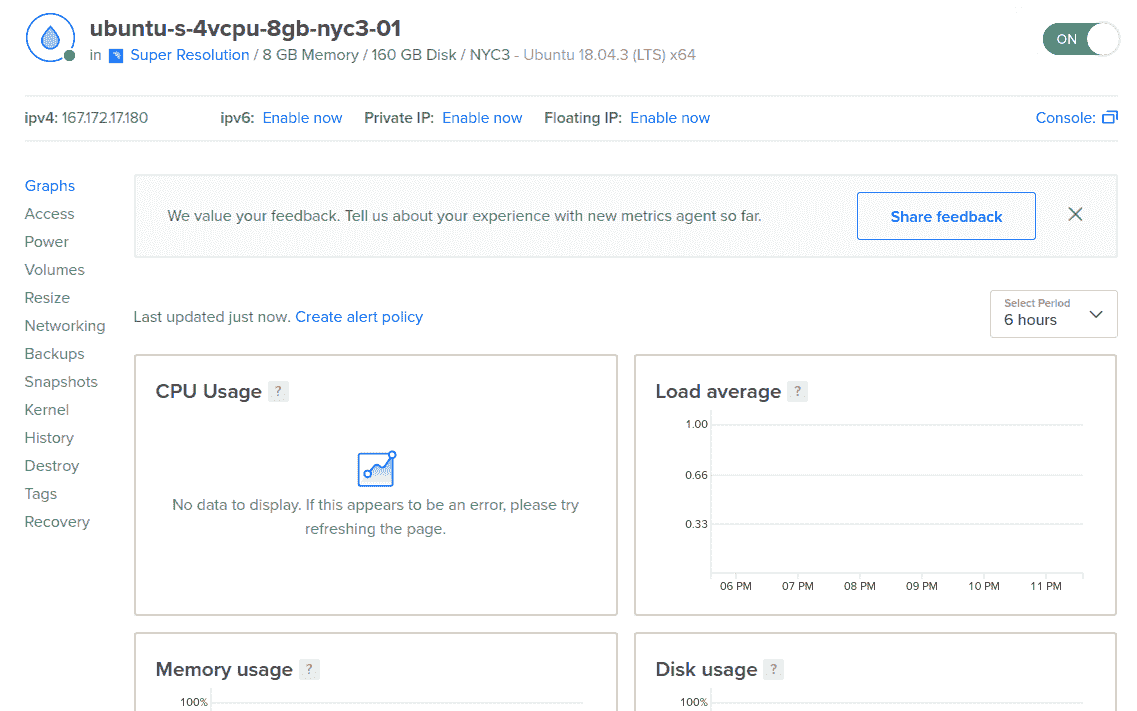 ubuntu-s-4vcpu-8gb-nyc3-01
in Super Resolution / 8 GB Memory / 160 GB Disk / NYC3 - Ubuntu 18.04.3 (LTS) x64
ON
ipv4: 167.172.17.180 ipv6: Enable now Private IP: Enable now Floating IP: Enable now Console:
Graphs
Access
Power
Volumes
Resize
Networking
Backups
Snapshots
Kernel
History
Destroy
Tags
Recovery
We value your feedback. Tell us about your experience with new metrics agent so far.
Share feedback
Last updated just now. Create alert policy
Select Period
6 hours
CPU Usage ?
No data to display. If this appears to be an error, please try
refreshing the page.
Load average ?
1.00
0.66
0.33
06 PM 07 PM 08 PM 09 PM 10 PM 11 PM
Memory usage ?
100%
Disk usage ?
100%